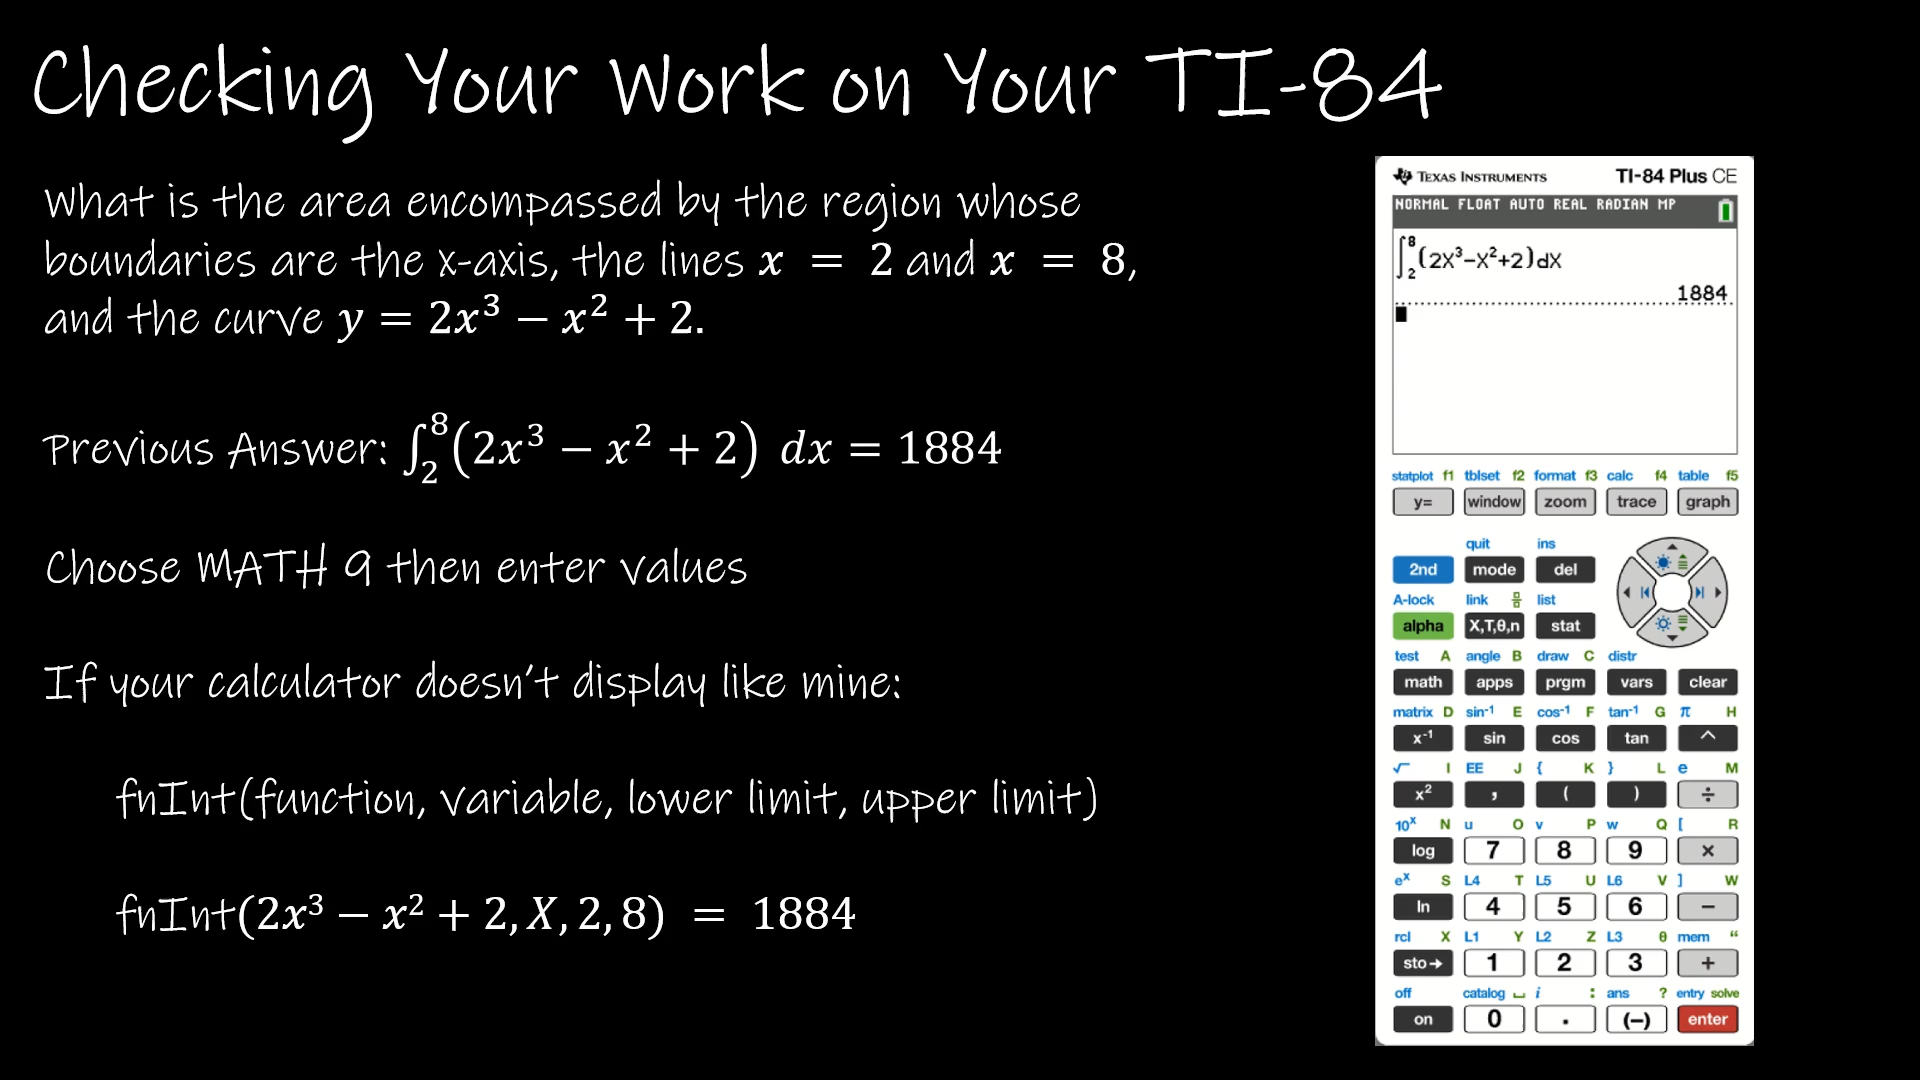 Checking Your Work on Your TI-84
What is the area encompassed by the region whose
boundaries are the x-axis, the lines x = 2 and x = 8,
and the curve y = 2x³ − x² + 2.
Previous Answer: ∫₂⁸(2x³ − x² + 2) dx = 1884
Choose MATH 9 then enter values
If your calculator doesn't display like mine:
fnInt(function, variable, lower limit, upper limit)
fnInt(2x³ − x² + 2, X, 2, 8) = 1884
TEXAS INSTRUMENTS TI-84 Plus CE
NORMAL FLOAT AUTO REAL RADIAN MP
∫₂⁸(2X³−X²+2)dX
1884
statplot f1 tblset f2 format f3 calc f4 table f5
y= window zoom trace graph
quit ins
2nd mode del
A-lock link list
alpha X,T,θ,n stat
test A angle B draw C distr
math apps prgm vars clear
matrix D sin⁻¹ E cos⁻¹ F tan⁻¹ G π H
x⁻¹ sin cos tan ^
√ I EE J { K } L e M
x² , ( ) ÷
10ˣ N u O v P w Q [ R
log 7 8 9 ×
eˣ S L4 T L5 U L6 V ] W
ln 4 5 6 −
rcl X L1 Y L2 Z L3 θ mem “
sto→ 1 2 3 +
off catalog ⎵ i : ans ? entry solve
on 0 . (−) enter